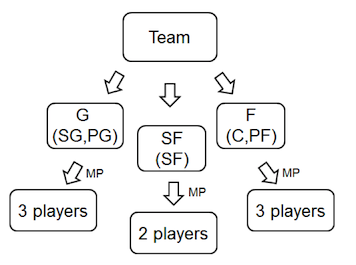 Team
G
(SG,PG)
SF
(SF)
F
(C,PF)
MP
MP
MP
3 players
2 players
3 players